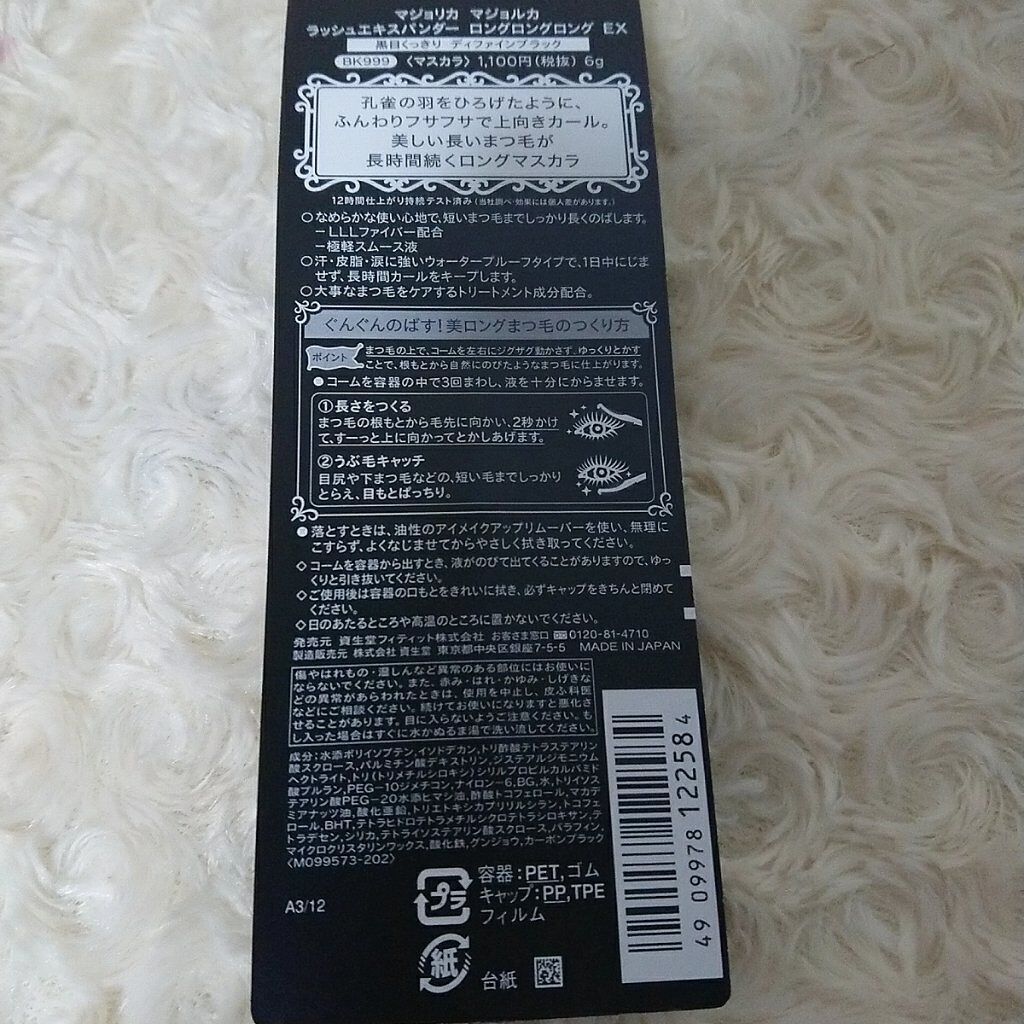 マジョリカ マジョルカ
ラッシュエキスパンダー ロングロングロング EX
黒目くっきり ディファインブラック
BK999 〈マスカラ〉 1,100円(税抜) 6g
孔雀の羽をひろげたように、
ふんわりフサフサで上向きカール。
美しい長いまつ毛が
長時間続くロングマスカラ
12時間仕上がり持続テスト済み(当社調べ・効果には個人差があります。)
○なめらかな使い心地で、短いまつ毛までしっかり長くのばします。
－LLLファイバー配合
－極軽スムース液
○汗・皮脂・涙に強いウォータープルーフタイプで、1日中にじま
せず、長時間カールをキープします。
○大事なまつ毛をケアするトリートメント成分配合。
ぐんぐんのばす!美ロングまつ毛のつくり方
ポイント
まつ毛の上で、コームを左右にジグザグ動かさず、ゆっくりとかす
ことで、根もとから自然にのびたようなまつ毛に仕上がります。
●コームを容器の中で3回まわし、液を十分にからませます。
①長さをつくる
まつ毛の根もとから毛先に向かい、2秒かけ
て、すーっと上に向かってとかしあげます。
②うぶ毛キャッチ
目尻や下まつ毛などの、短い毛までしっかり
とらえ、目もとぱっちり。
●落とすときは、油性のアイメイクアップリムーバーを使い、無理に
こすらず、よくなじませてからやさしく拭き取ってください。
◇コームを容器から出すとき、液がのびて出てくることがありますので、ゆっ
くりと引き抜いてください。
◇ご使用後は容器の口もとをきれいに拭き、必ずキャップをきちんと閉めて
ください。
◇日のあたるところや高温のところに置かないでください。
発売元 資生堂フィティット株式会社 お客さま窓口 0120-81-4710
製造販売元 株式会社 資生堂 東京都中央区銀座7-5-5 MADE IN JAPAN
傷やはれもの・湿しんなど異常のある部位にはお使いに
ならないでください。また、赤み・はれ・かゆみ・しげきな
どの異常があらわれたときは、使用を中止し、皮ふ科医
などにご相談ください。続けてお使いになりますと悪化さ
せることがあります。目に入らないようご注意ください。も
し入った場合はすぐに水かぬるま湯で洗い流してください。
成分:水添ポリイソブテン,イソドデカン,トリ酢酸テトラステアリン
酸スクロース,パルミチン酸デキストリン,ジステアルジモニウム
ヘクトライト,トリ(トリメチルシロキシ)シリルプロピルカルバミド
酸プルラン,PEG-10ジメチコン,ナイロン-6,BG,水,トリイソス
テアリン酸PEG-20水添ヒマシ油,酢酸トコフェロール,マカデ
ミアナッツ油,酸化亜鉛,トリエトキシカプリリルシラン,トコフェ
ロール,BHT,テトラヒドロテトラメチルシクロテトラシロキサン,テ
トラデセン,シリカ,テトライソステアリン酸スクロース,パラフィン,
マイクロクリスタリンワックス,酸化鉄,グンジョウ,カーボンブラック
〈M099573-202〉
A3/12
プラ
容器:PET,ゴム
キャップ:PP,TPE
フィルム
紙
台紙
49 09978 122584